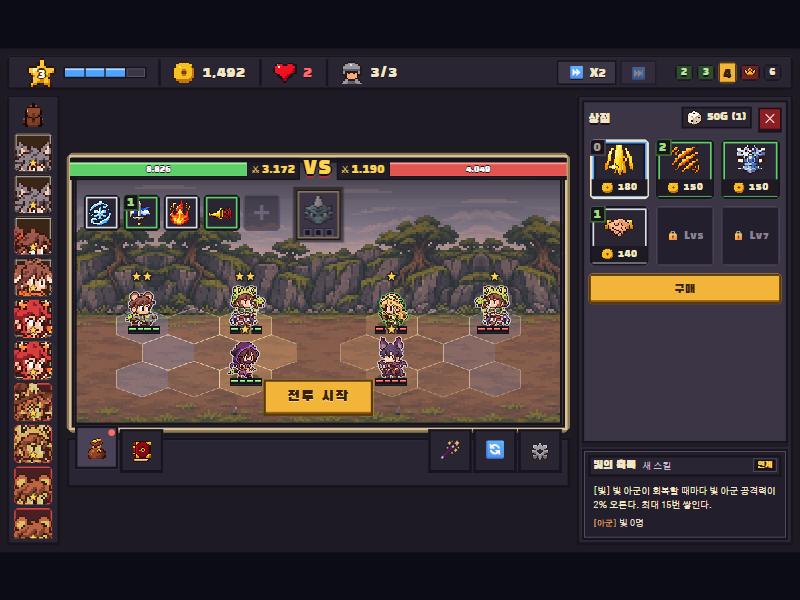 3
1,492
2
3/3
X2
2 3 4 6
상점
50G (1)
8.826
3.172
VS
1.190
4.049
1
0
180
2
150
150
1
140
Lv5
Lv7
구매
전투 시작
빛의 축복 새 스킬 연계
[빛] 빛 아군이 회복할 때마다 빛 아군 공격력이
2% 오른다. 최대 15번 쌓인다.
[아군] 빛 0명